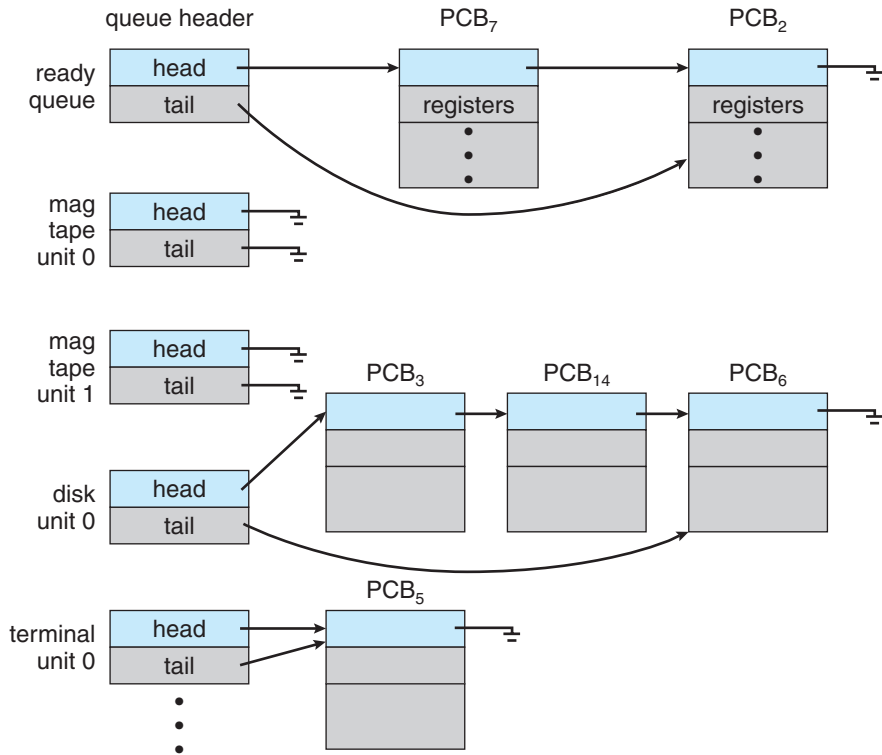 queue header
PCB₇
PCB₂
ready
queue
head
tail
registers
registers
mag
tape
unit 0
head
tail
mag
tape
unit 1
head
tail
PCB₃
PCB₁₄
PCB₆
disk
unit 0
head
tail
PCB₅
terminal
unit 0
head
tail